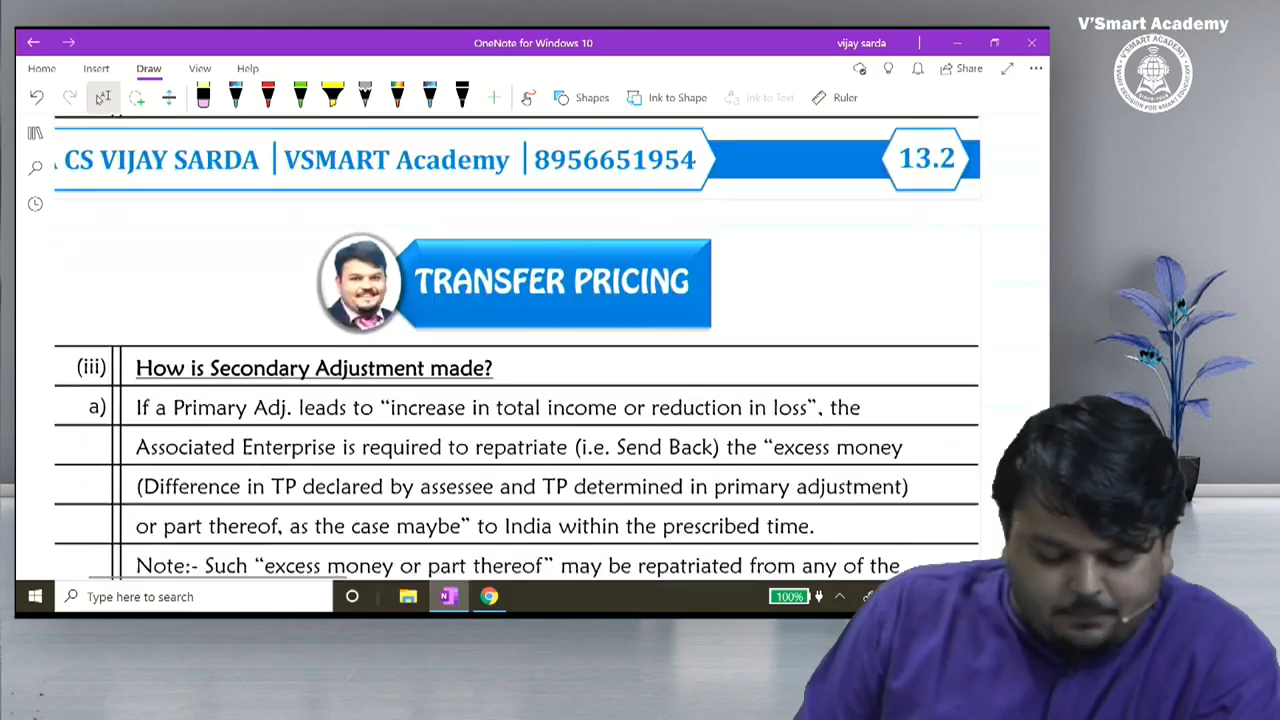 V'Smart Academy
OneNote for Windows 10
vijay sarda
Home Insert Draw View Help
Share
Shapes Ink to Shape Ink to Text Ruler
CS VIJAY SARDA | VSMART Academy | 8956651954
13.2
TRANSFER PRICING
(iii) How is Secondary Adjustment made?
a) If a Primary Adj. leads to “increase in total income or reduction in loss”, the
Associated Enterprise is required to repatriate (i.e. Send Back) the “excess money
(Difference in TP declared by assessee and TP determined in primary adjustment)
or part thereof, as the case maybe” to India within the prescribed time.
Note:- Such “excess money or part thereof” may be repatriated from any of the
Type here to search
100%